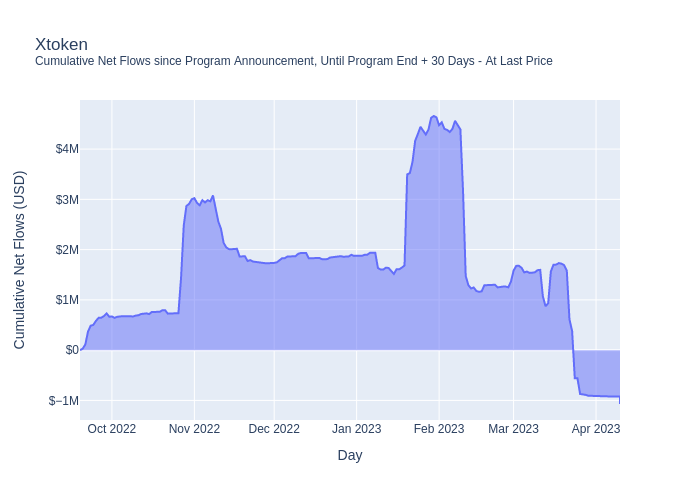 Xtoken
Cumulative Net Flows since Program Announcement, Until Program End + 30 Days - At Last Price
Cumulative Net Flows (USD)
$4M
$3M
$2M
$1M
$0
$−1M
Oct 2022 Nov 2022 Dec 2022 Jan 2023 Feb 2023 Mar 2023 Apr 2023
Day